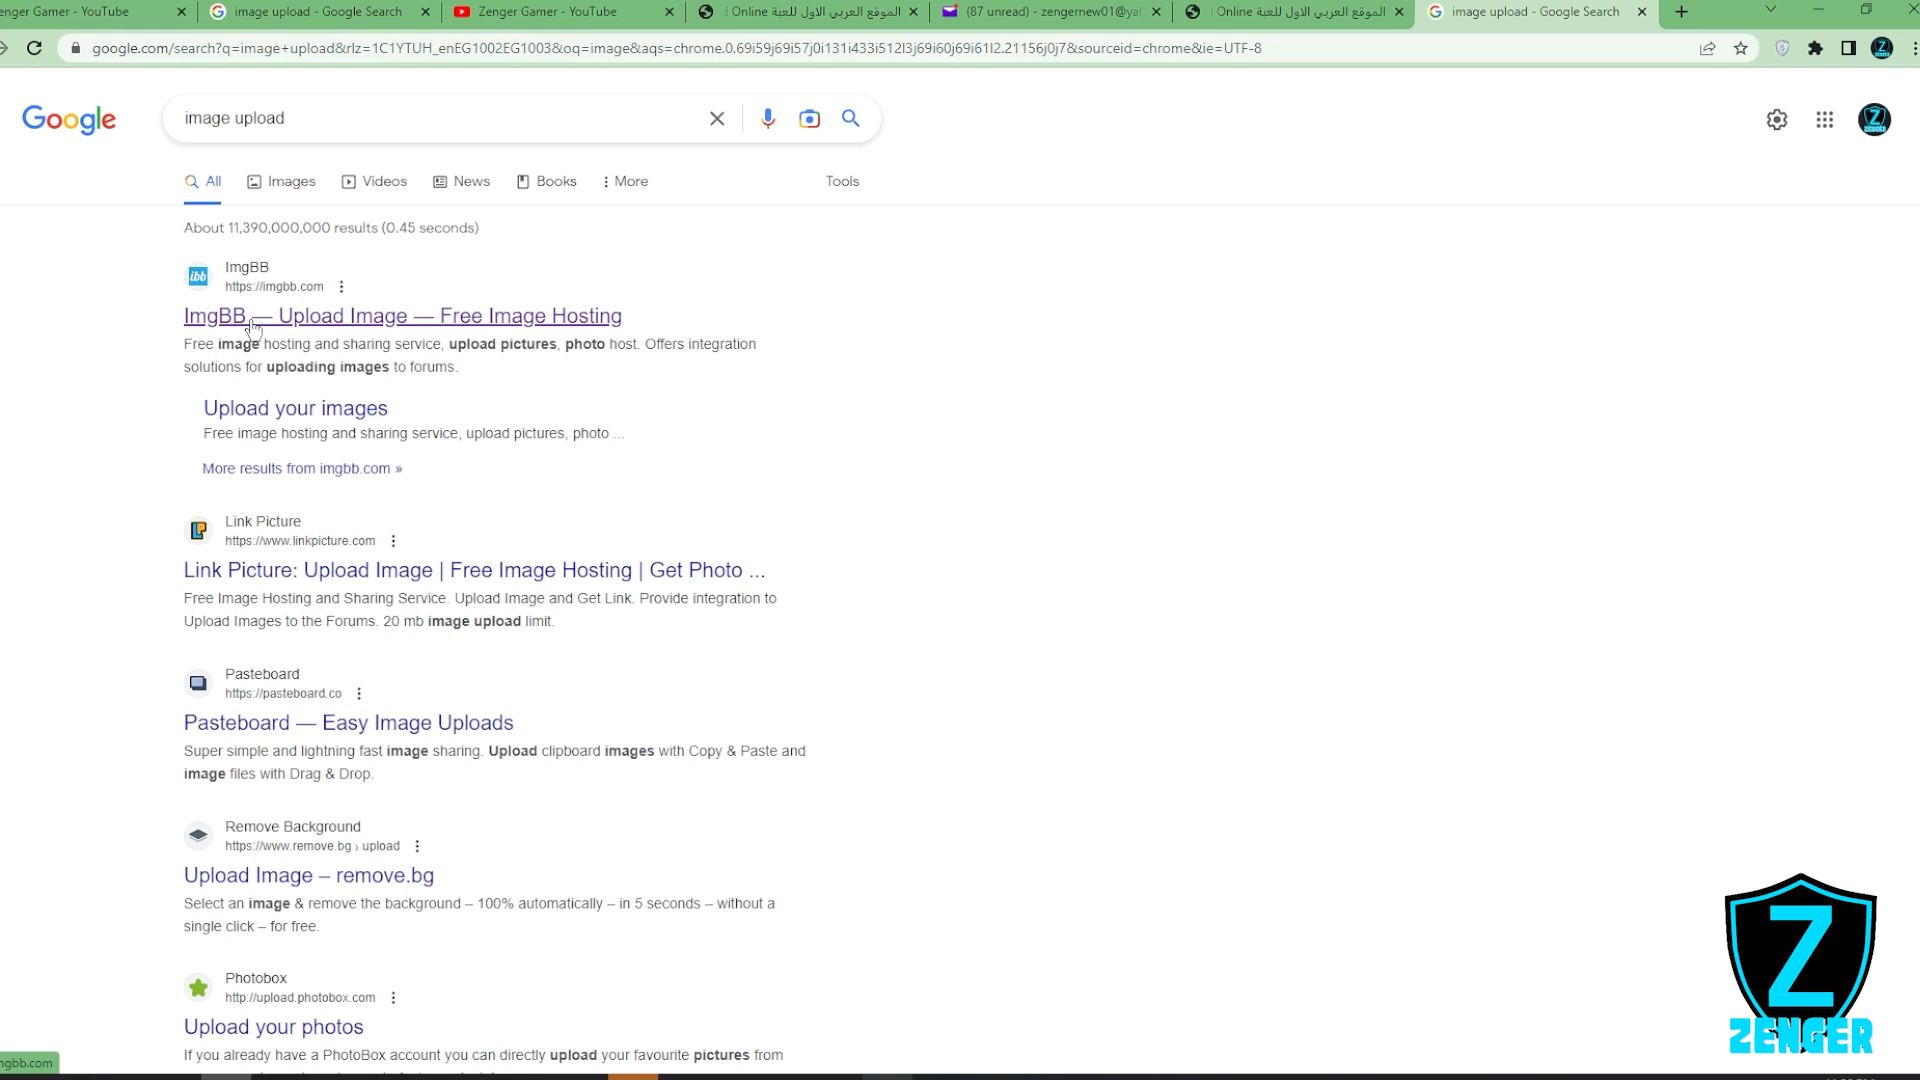 enger Gamer - YouTube
image upload - Google Search
Zenger Gamer - YouTube
الموقع العربي الاول للعبة Online
(87 unread) - zengernew01@yal
الموقع العربي الاول للعبة Online
image upload - Google Search
google.com/search?q=image+upload&rlz=1C1YTUH_enEG1002EG1003&oq=image&aqs=chrome.0.69i59j69i57j0i131i433i512l3j69i60j69i61l2.21156j0j7&sourceid=chrome&ie=UTF-8
Google
image upload
All
Images
Videos
News
Books
More
Tools
About 11,390,000,000 results (0.45 seconds)
ibb
ImgBB
https://imgbb.com
ImgBB — Upload Image — Free Image Hosting
Free image hosting and sharing service, upload pictures, photo host. Offers integration
solutions for uploading images to forums.
Upload your images
Free image hosting and sharing service, upload pictures, photo ...
More results from imgbb.com »
Link Picture
https://www.linkpicture.com
Link Picture: Upload Image | Free Image Hosting | Get Photo ...
Free Image Hosting and Sharing Service. Upload Image and Get Link. Provide integration to
Upload Images to the Forums. 20 mb image upload limit.
Pasteboard
https://pasteboard.co
Pasteboard — Easy Image Uploads
Super simple and lightning fast image sharing. Upload clipboard images with Copy & Paste and
image files with Drag & Drop.
Remove Background
https://www.remove.bg › upload
Upload Image – remove.bg
Select an image & remove the background – 100% automatically – in 5 seconds – without a
single click – for free.
Photobox
http://upload.photobox.com
Upload your photos
If you already have a PhotoBox account you can directly upload your favourite pictures from
ngbb.com
Z
ZENGER